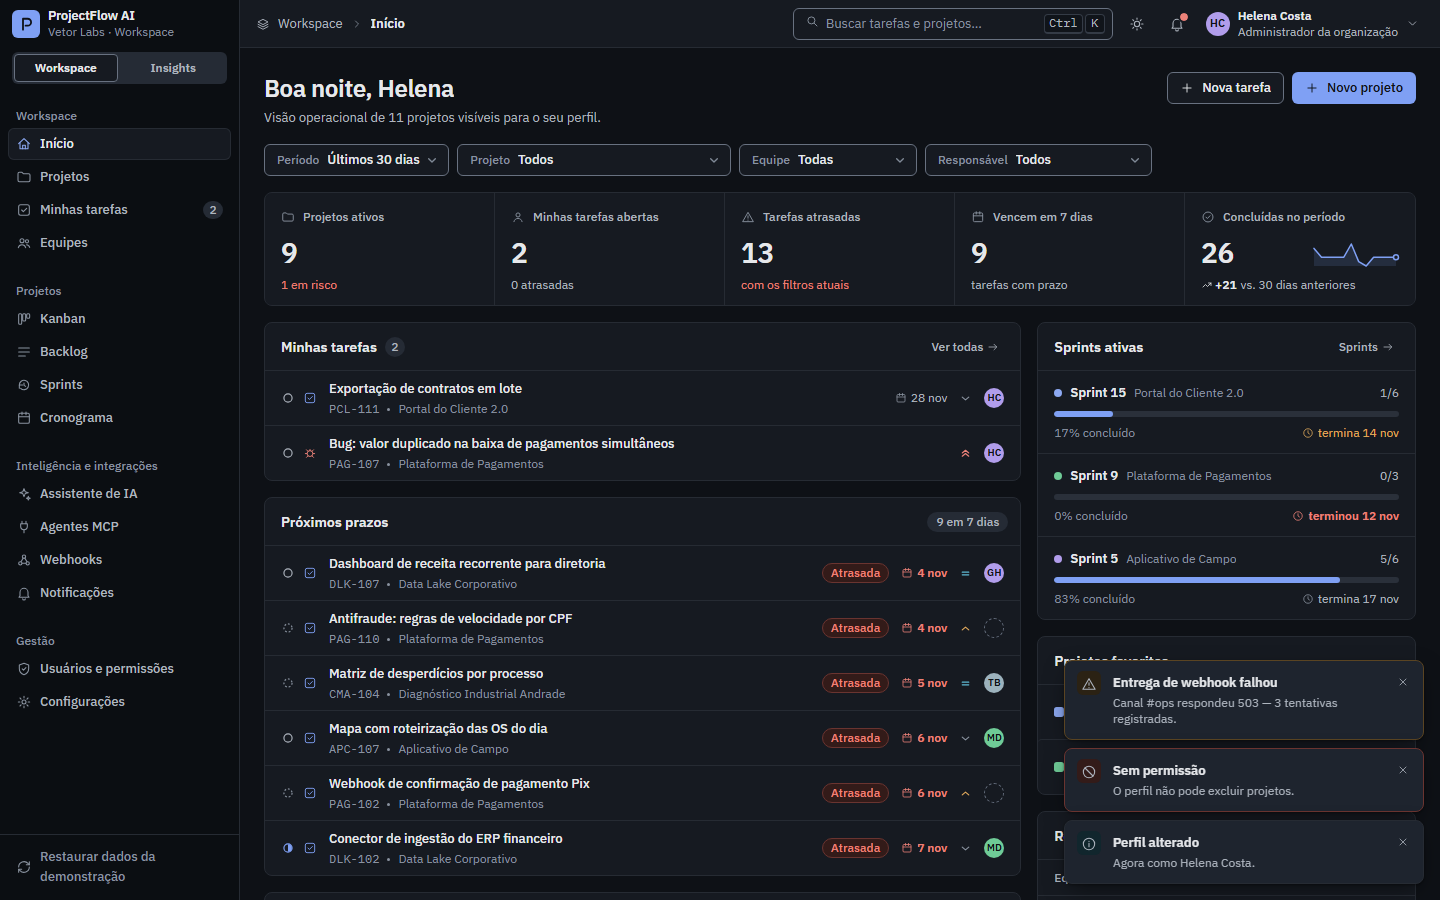 ProjectFlow AI
Vetor Labs · Workspace
Workspace
Insights
Workspace
Início
Projetos
Minhas tarefas
2
Equipes
Projetos
Kanban
Backlog
Sprints
Cronograma
Inteligência e integrações
Assistente de IA
Agentes MCP
Webhooks
Notificações
Gestão
Usuários e permissões
Configurações
Restaurar dados da
demonstração
Workspace
Início
Buscar tarefas e projetos...
Ctrl K
HC
Helena Costa
Administrador da organização
Boa noite, Helena
Visão operacional de 11 projetos visíveis para o seu perfil.
Nova tarefa
Novo projeto
Período Últimos 30 dias
Projeto Todos
Equipe Todas
Responsável Todos
Projetos ativos
9
1 em risco
Minhas tarefas abertas
2
0 atrasadas
Tarefas atrasadas
13
com os filtros atuais
Vencem em 7 dias
9
tarefas com prazo
Concluídas no período
26
+21 vs. 30 dias anteriores
Minhas tarefas 2
Ver todas
Exportação de contratos em lote
PCL-111 • Portal do Cliente 2.0
28 nov
HC
Bug: valor duplicado na baixa de pagamentos simultâneos
PAG-107 • Plataforma de Pagamentos
HC
Próximos prazos
9 em 7 dias
Dashboard de receita recorrente para diretoria
DLK-107 • Data Lake Corporativo
Atrasada
4 nov
GH
Antifraude: regras de velocidade por CPF
PAG-110 • Plataforma de Pagamentos
Atrasada
4 nov
Matriz de desperdícios por processo
CMA-104 • Diagnóstico Industrial Andrade
Atrasada
5 nov
TB
Mapa com roteirização das OS do dia
APC-107 • Aplicativo de Campo
Atrasada
6 nov
MD
Webhook de confirmação de pagamento Pix
PAG-102 • Plataforma de Pagamentos
Atrasada
6 nov
Conector de ingestão do ERP financeiro
DLK-102 • Data Lake Corporativo
Atrasada
7 nov
MD
Sprints ativas
Sprints
Sprint 15 Portal do Cliente 2.0
1/6
17% concluído
termina 14 nov
Sprint 9 Plataforma de Pagamentos
0/3
0% concluído
terminou 12 nov
Sprint 5 Aplicativo de Campo
5/6
83% concluído
termina 17 nov
Projetos favoritos
Entrega de webhook falhou
Canal #ops respondeu 503 — 3 tentativas
registradas.
Sem permissão
O perfil não pode excluir projetos.
Perfil alterado
Agora como Helena Costa.